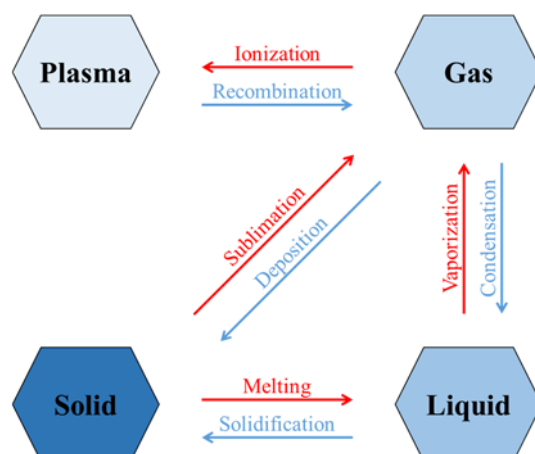 Plasma
Ionization
Recombination
Gas
Sublimation
Deposition
Vaporization
Condensation
Solid
Melting
Solidification
Liquid